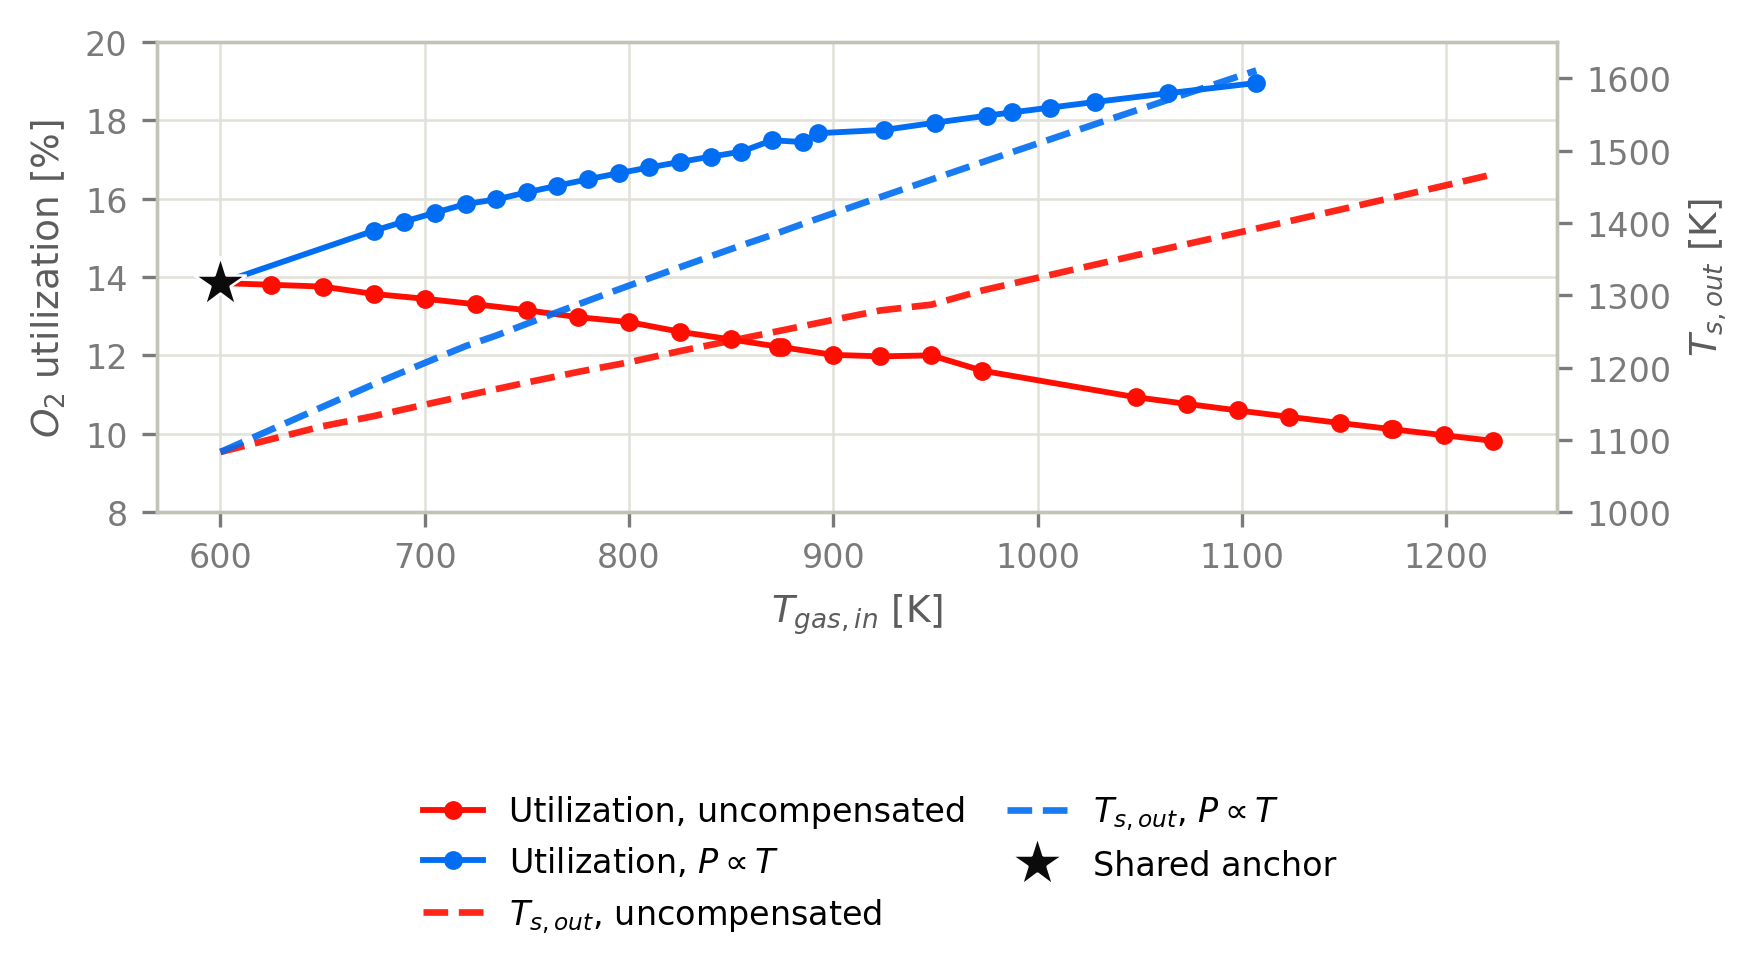 20
18
16
14
12
10
8
O2 utilization [%]
1600
1500
1400
1300
1200
1100
1000
Ts,out [K]
600 700 800 900 1000 1100 1200
Tgas,in [K]
Utilization, uncompensated
Utilization, P ∝ T
Ts,out, uncompensated
Ts,out, P ∝ T
Shared anchor